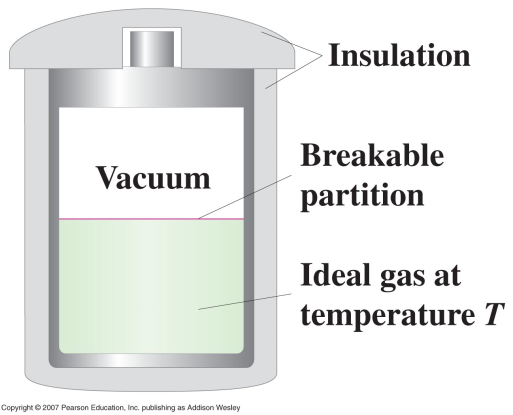 Insulation
Vacuum
Breakable
partition
Ideal gas at
temperature T
Copyright © 2007 Pearson Education, Inc. publishing as Addison Wesley